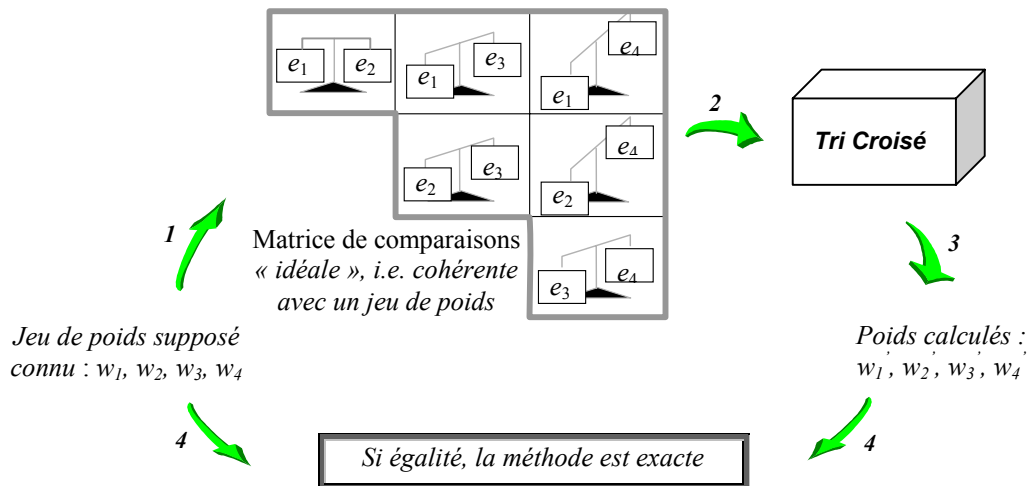 e1 e2 e1 e3 e1 e4
2
Tri Croisé
e2 e3 e2 e4
1
Matrice de comparaisons
« idéale », i.e. cohérente
avec un jeu de poids
e3 e4
3
Jeu de poids supposé
connu : w1, w2, w3, w4
Poids calculés :
w1', w2', w3', w4'
4
4
Si égalité, la méthode est exacte